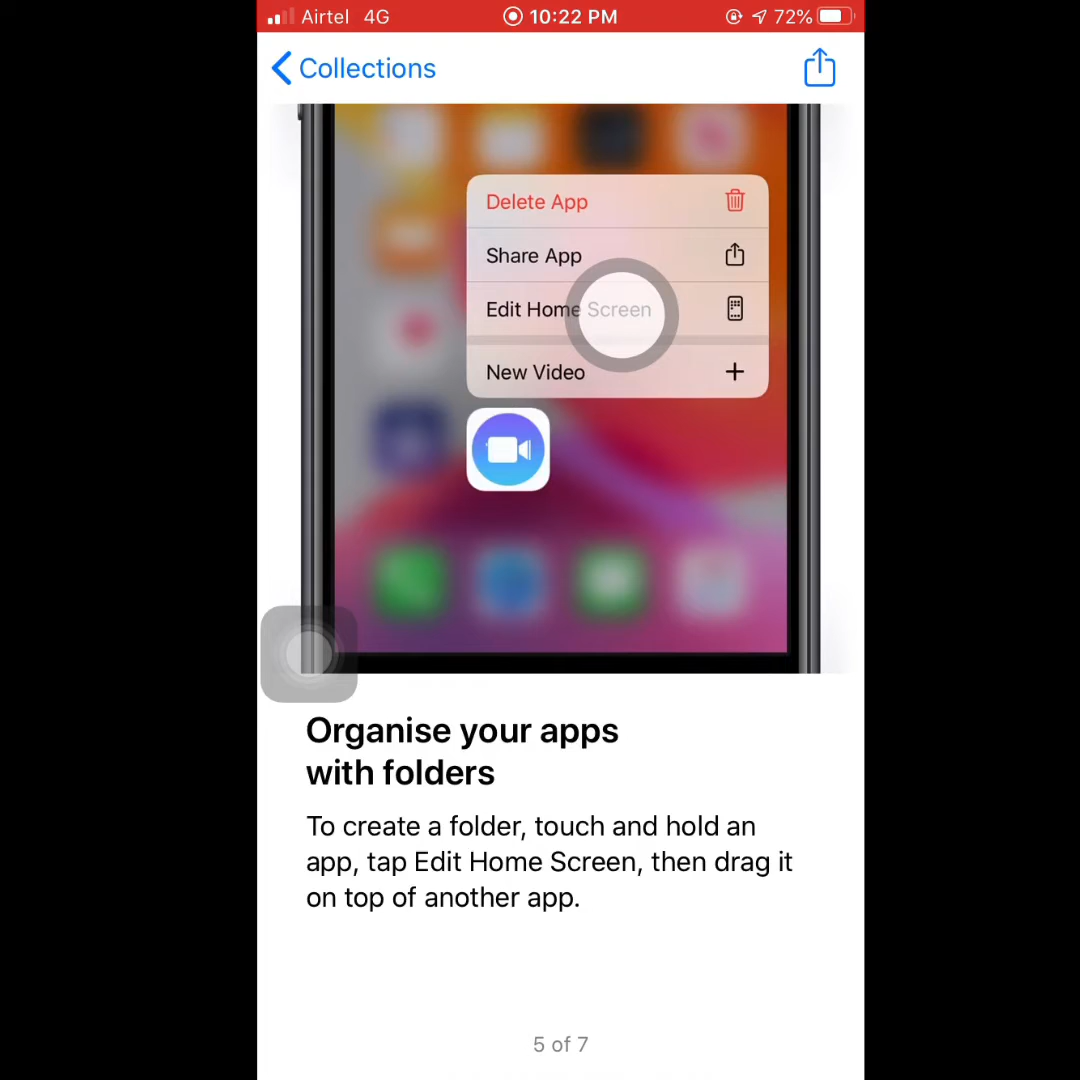 Airtel 4G 10:22 PM 72%
Collections
Delete App
Share App
Edit Home Screen
New Video
Organise your apps
with folders
To create a folder, touch and hold an
app, tap Edit Home Screen, then drag it
on top of another app.
5 of 7